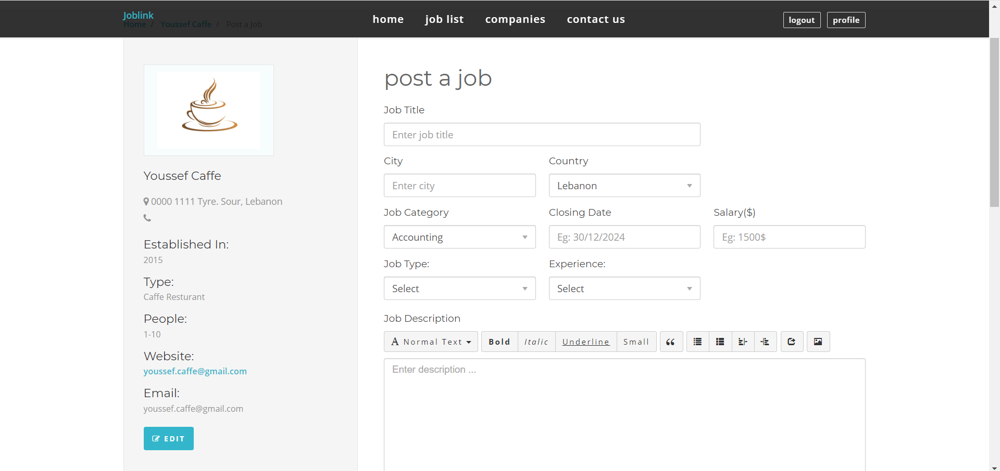 Joblink
Home / Youssef Caffe / Post a Job
home job list companies contact us
logout profile
Youssef Caffe
0000 1111 Tyre. Sour, Lebanon
Established In:
2015
Type:
Caffe Resturant
People:
1-10
Website:
youssef.caffe@gmail.com
Email:
youssef.caffe@gmail.com
EDIT
post a job
Job Title
Enter job title
City Country
Enter city Lebanon
Job Category Closing Date Salary($)
Accounting Eg: 30/12/2024 Eg: 1500$
Job Type: Experience:
Select Select
Job Description
A Normal Text Bold Italic Underline Small
Enter description ...